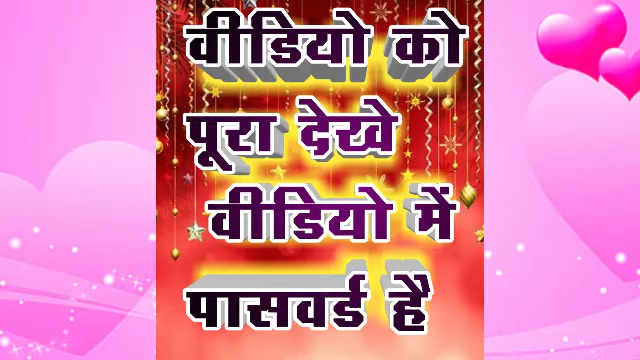 वीडियो को
पूरा देखे
वीडियो में
पासवर्ड है